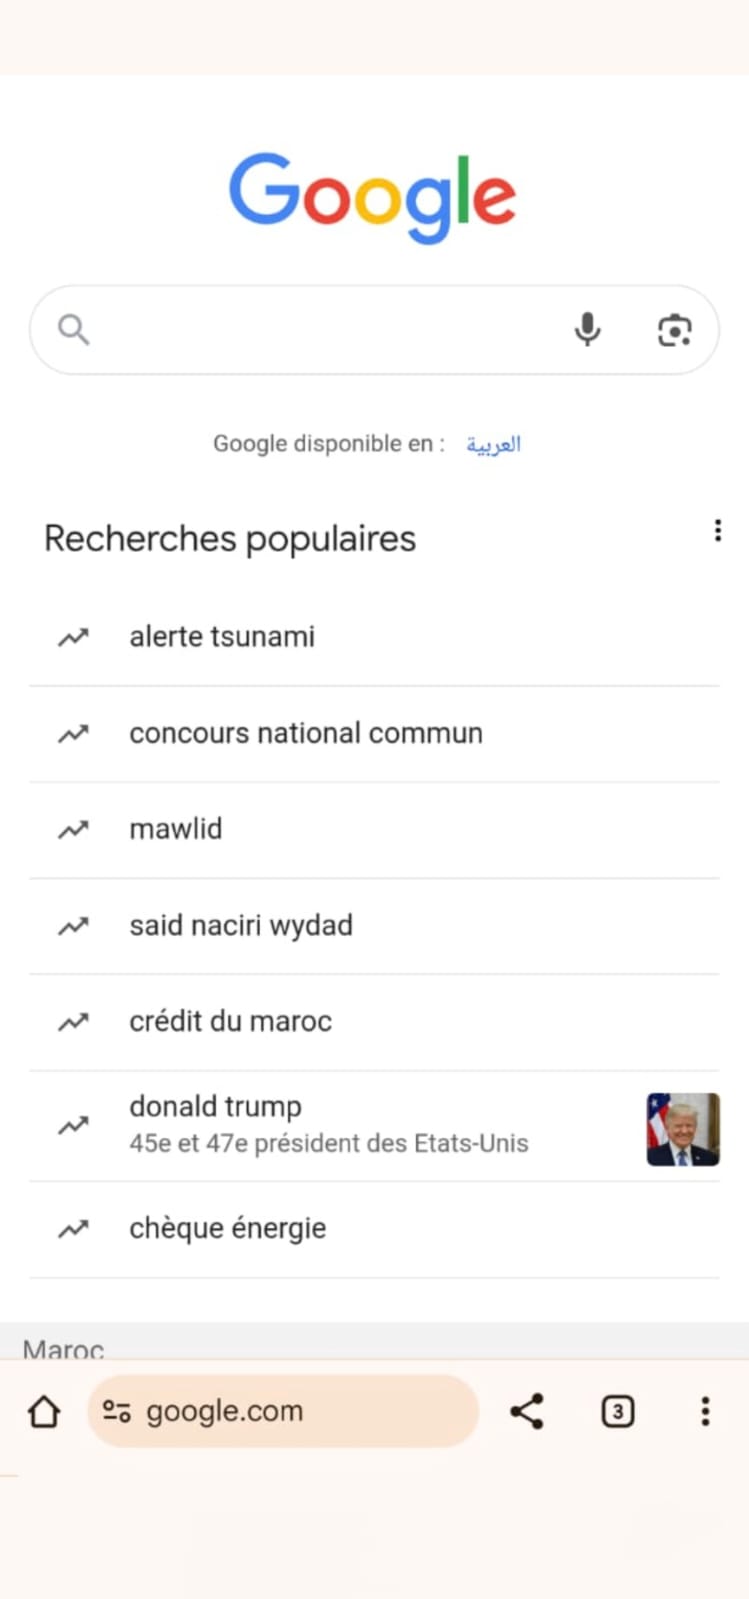 Google
Google disponible en : العربية
Recherches populaires
alerte tsunami
concours national commun
mawlid
said naciri wydad
crédit du maroc
donald trump
45e et 47e président des Etats-Unis
chèque énergie
Maroc
google.com
3